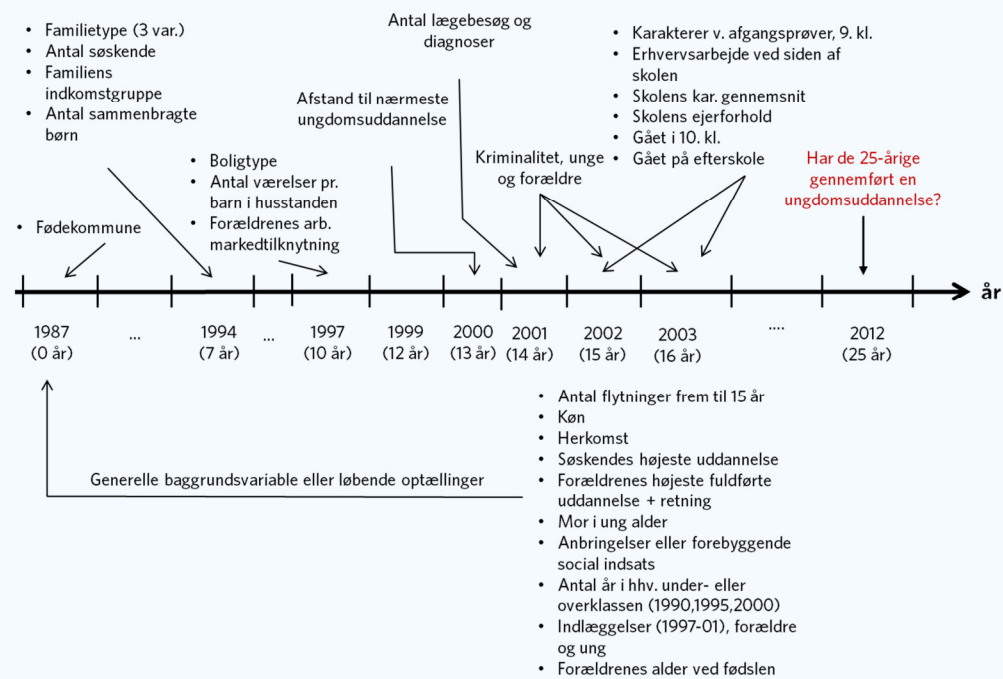 • Familietype (3 var.)
• Antal søskende
• Familiens
indkomstgruppe
• Antal sammenbragte
børn
Antal lægebesøg og
diagnoser
• Karakterer v. afgangsprøver, 9. kl.
• Erhvervsarbejde ved siden af
skolen
• Skolens kar. gennemsnit
• Skolens ejerforhold
• Gået i 10. kl.
• Gået på efterskole
Afstand til nærmeste
ungdomsuddannelse
• Boligtype
• Antal værelser pr.
barn i husstanden
• Forældrenes arb.
markedtilknytning
Kriminalitet, unge
og forældre
Har de 25-årige
gennemført en
ungdomsuddannelse?
• Fødekommune
år
1987
(0 år)
...
1994
(7 år)
...
1997
(10 år)
1999
(12 år)
2000
(13 år)
2001
(14 år)
2002
(15 år)
2003
(16 år)
....
2012
(25 år)
Generelle baggrundsvariable eller løbende optællinger
• Antal flytninger frem til 15 år
• Køn
• Herkomst
• Søskendes højeste uddannelse
• Forældrenes højeste fuldførte
uddannelse + retning
• Mor i ung alder
• Anbringelser eller forebyggende
social indsats
• Antal år i hhv. under- eller
overklassen (1990,1995,2000)
• Indlæggelser (1997-01), forældre
og ung
• Forældrenes alder ved fødslen